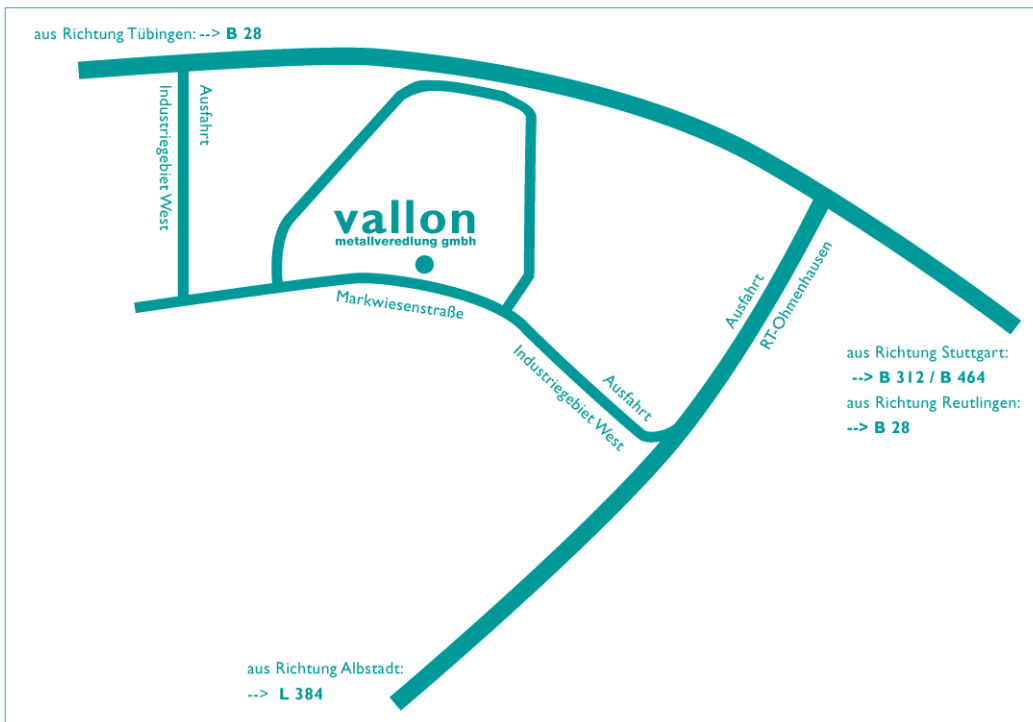 aus Richtung Tübingen: --> B 28
Ausfahrt
Industriegebiet West
vallon
metallveredlung gmbh
Markwiesenstraße
Ausfahrt
RT-Ohmenhausen
Ausfahrt
Industriegebiet West
aus Richtung Stuttgart:
--> B 312 / B 464
aus Richtung Reutlingen:
--> B 28
aus Richtung Albstadt:
--> L 384